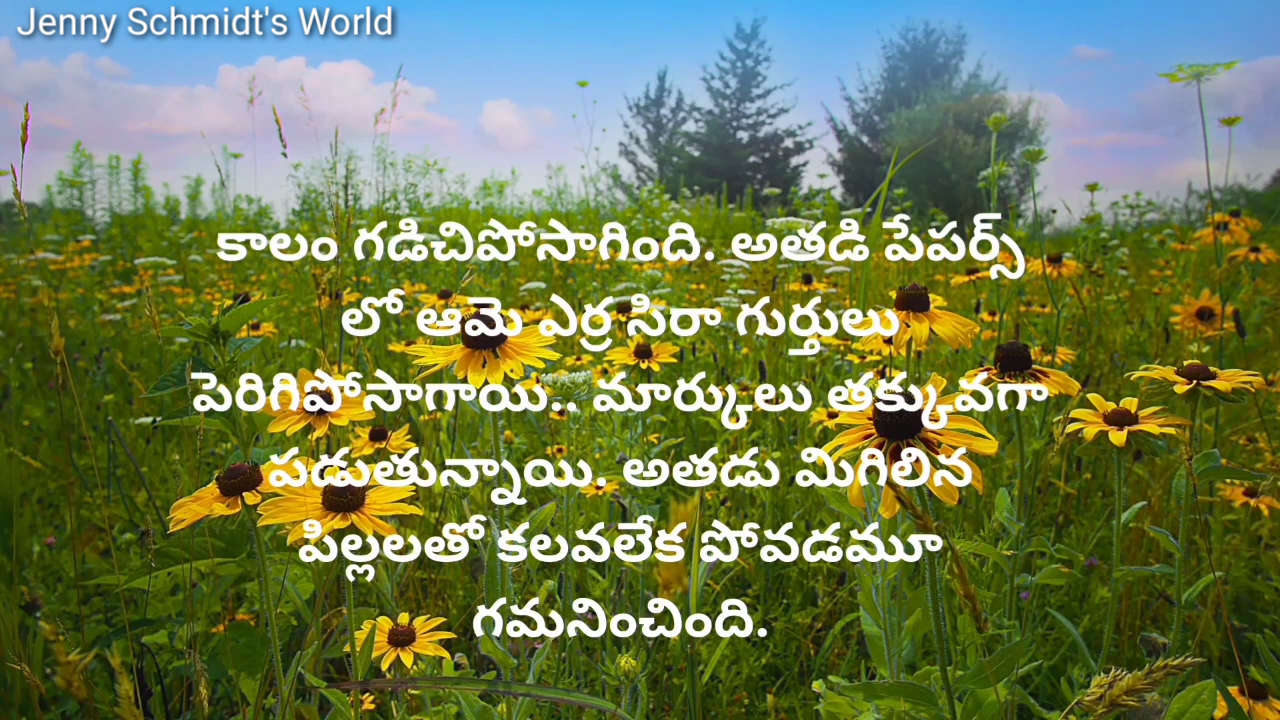 Jenny Schmidt's World
కాలం గడిచిపోసాగింది. అతడి పేపర్స్
లో ఆమె ఎర్ర సిరా గుర్తులు
పెరిగిపోసాగాయి.. మార్కులు తక్కువగా
పడుతున్నాయి. అతడు మిగిలిన
పిల్లలతో కలవలేక పోవడమూ
గమనించింది.